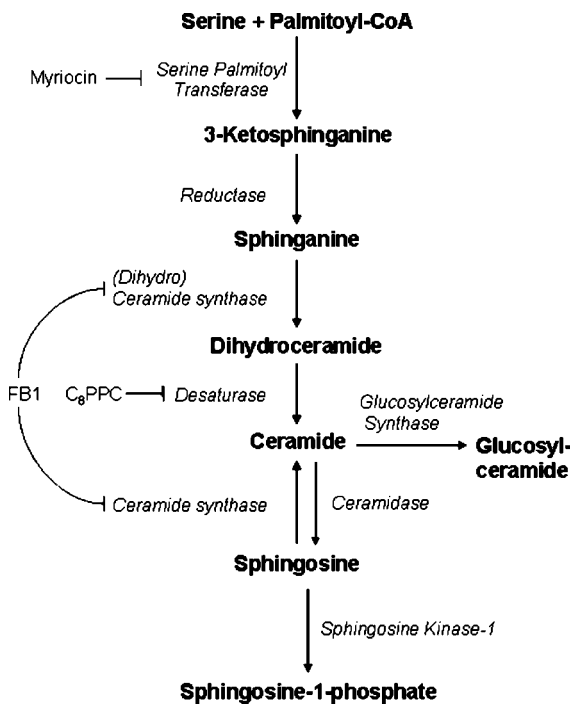 Serine + Palmitoyl-CoA
Myriocin
Serine Palmitoyl
Transferase
3-Ketosphinganine
Reductase
Sphinganine
(Dihydro)
Ceramide synthase
Dihydroceramide
FB1
C₈PPC
Desaturase
Glucosylceramide
Synthase
Ceramide
Glucosyl-
ceramide
Ceramide synthase
Ceramidase
Sphingosine
Sphingosine Kinase-1
Sphingosine-1-phosphate